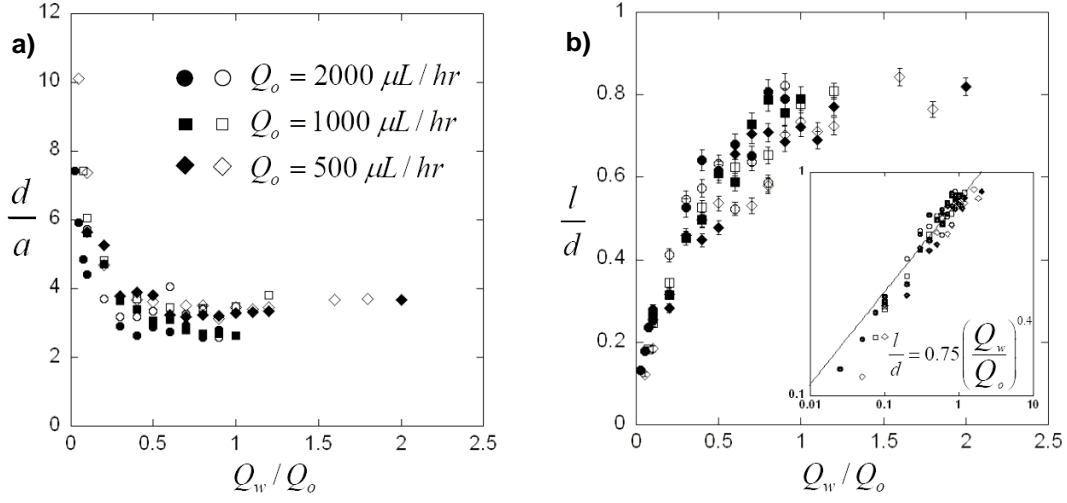 a)
12
10
8
6
4
2
0
d/a
Q_o = 2000 μL/hr
Q_o = 1000 μL/hr
Q_o = 500 μL/hr
0 0.5 1 1.5 2 2.5
Q_w/Q_o
b)
1
0.8
0.6
0.4
0.2
0
l/d
1
0.1
l/d = 0.75(Q_w/Q_o)^0.4
0.01 0.1 1 10
0 0.5 1 1.5 2 2.5
Q_w/Q_o